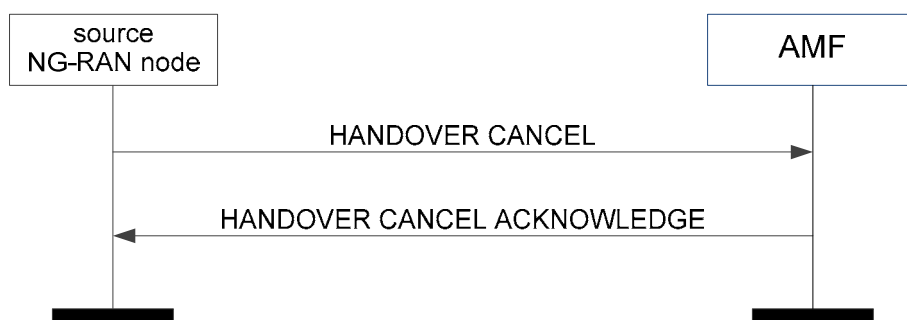 source
NG-RAN node
AMF
HANDOVER CANCEL
HANDOVER CANCEL ACKNOWLEDGE